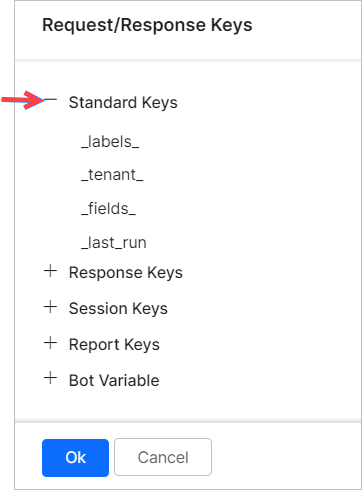 Request/Response Keys
Standard Keys
_labels_
_tenant_
_fields_
_last_run
Response Keys
Session Keys
Report Keys
Bot Variable
Ok Cancel